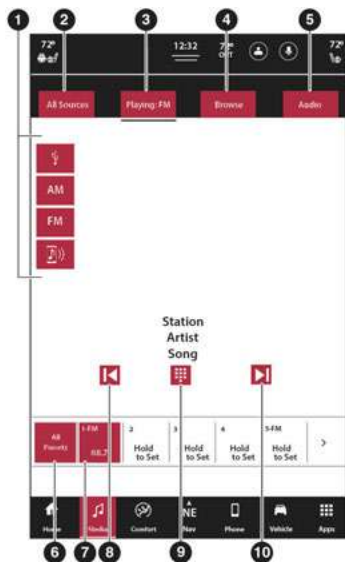 1 2 3 4 5
72° 12:32 72° OUT 72°
All Sources Playing: FM Browse Audio
AM
FM
Station
Artist
Song
All Presets 1-FM 88.7 2 Hold to Set 3 Hold to Set 4 Hold to Set 5-FM Hold to Set >
Home Media Comfort NE Nav Phone Vehicle Apps
6 7 8 9 10